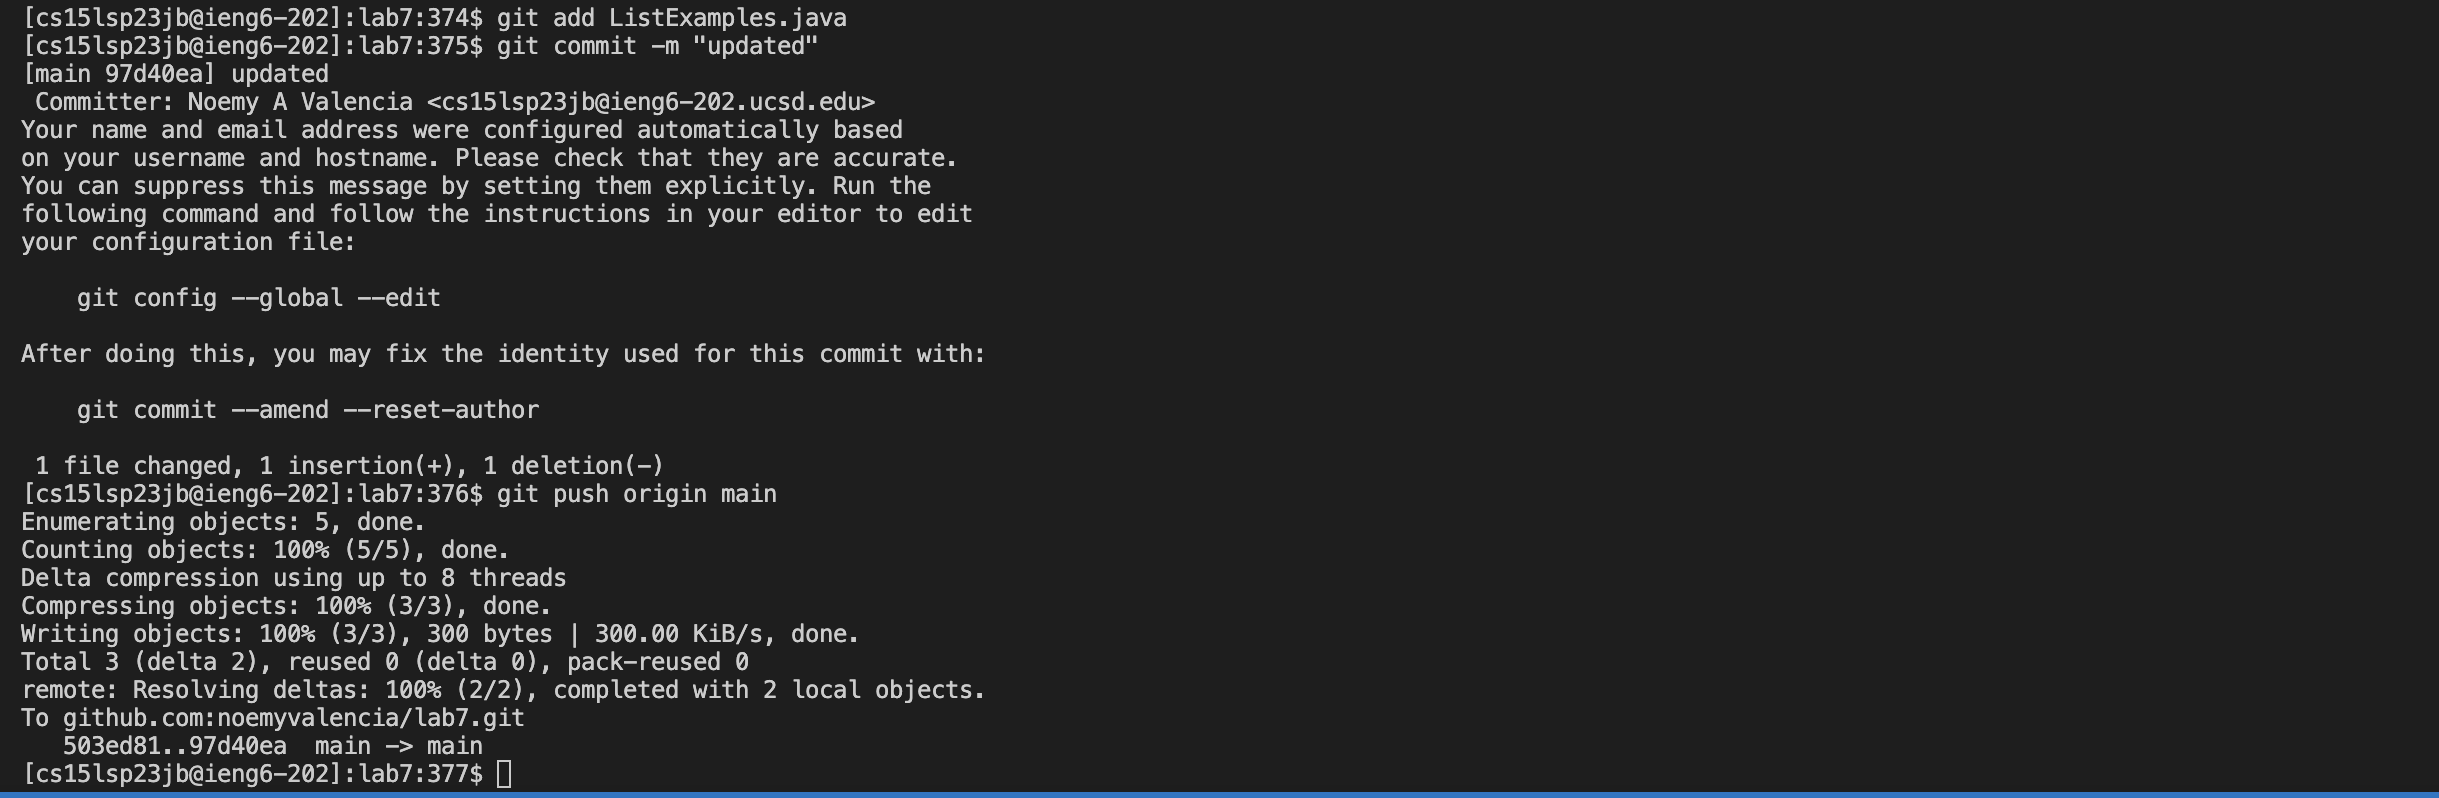 [cs15lsp23jb@ieng6-202]:lab7:374$ git add ListExamples.java
[cs15lsp23jb@ieng6-202]:lab7:375$ git commit -m "updated"
[main 97d40ea] updated
 Committer: Noemy A Valencia <cs15lsp23jb@ieng6-202.ucsd.edu>
Your name and email address were configured automatically based
on your username and hostname. Please check that they are accurate.
You can suppress this message by setting them explicitly. Run the
following command and follow the instructions in your editor to edit
your configuration file:

    git config --global --edit

After doing this, you may fix the identity used for this commit with:

    git commit --amend --reset-author

 1 file changed, 1 insertion(+), 1 deletion(-)
[cs15lsp23jb@ieng6-202]:lab7:376$ git push origin main
Enumerating objects: 5, done.
Counting objects: 100% (5/5), done.
Delta compression using up to 8 threads
Compressing objects: 100% (3/3), done.
Writing objects: 100% (3/3), 300 bytes | 300.00 KiB/s, done.
Total 3 (delta 2), reused 0 (delta 0), pack-reused 0
remote: Resolving deltas: 100% (2/2), completed with 2 local objects.
To github.com:noemyvalencia/lab7.git
   503ed81..97d40ea  main -> main
[cs15lsp23jb@ieng6-202]:lab7:377$